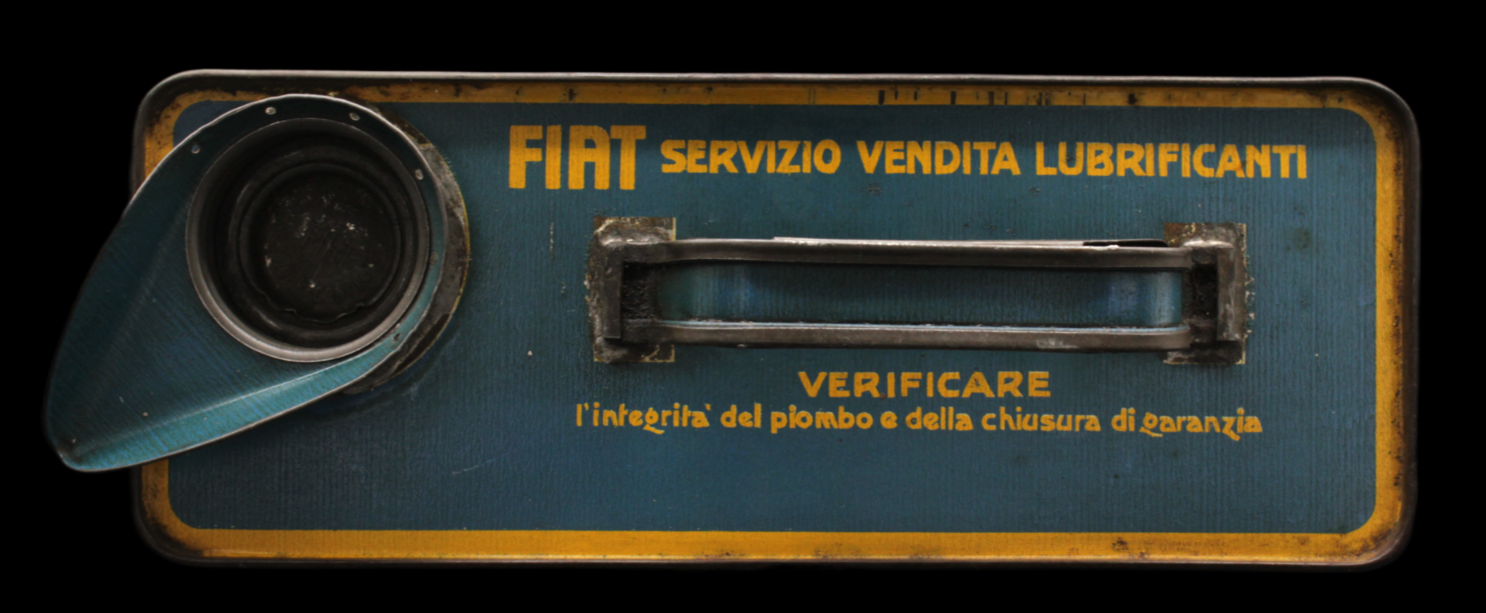 FIAT SERVIZIO VENDITA LUBRIFICANTI
VERIFICARE
l'integrita' del piombo e della chiusura di garanzia